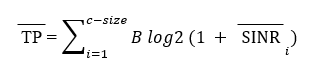 TP = ∑_{i=1}^{c−size} B log2 (1 + SINR_i )